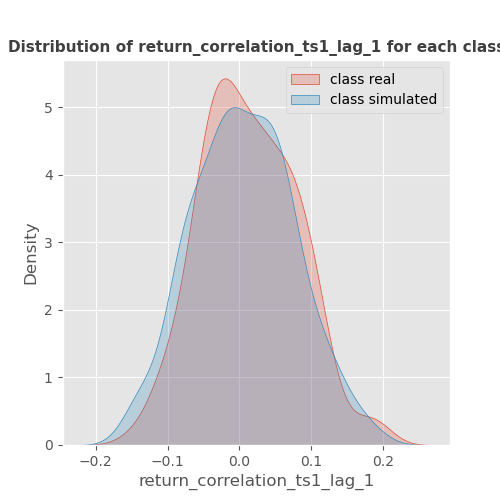 Distribution of return_correlation_ts1_lag_1 for each class
class real
class simulated
5
4
3
2
1
0
Density
−0.2 −0.1 0.0 0.1 0.2
return_correlation_ts1_lag_1